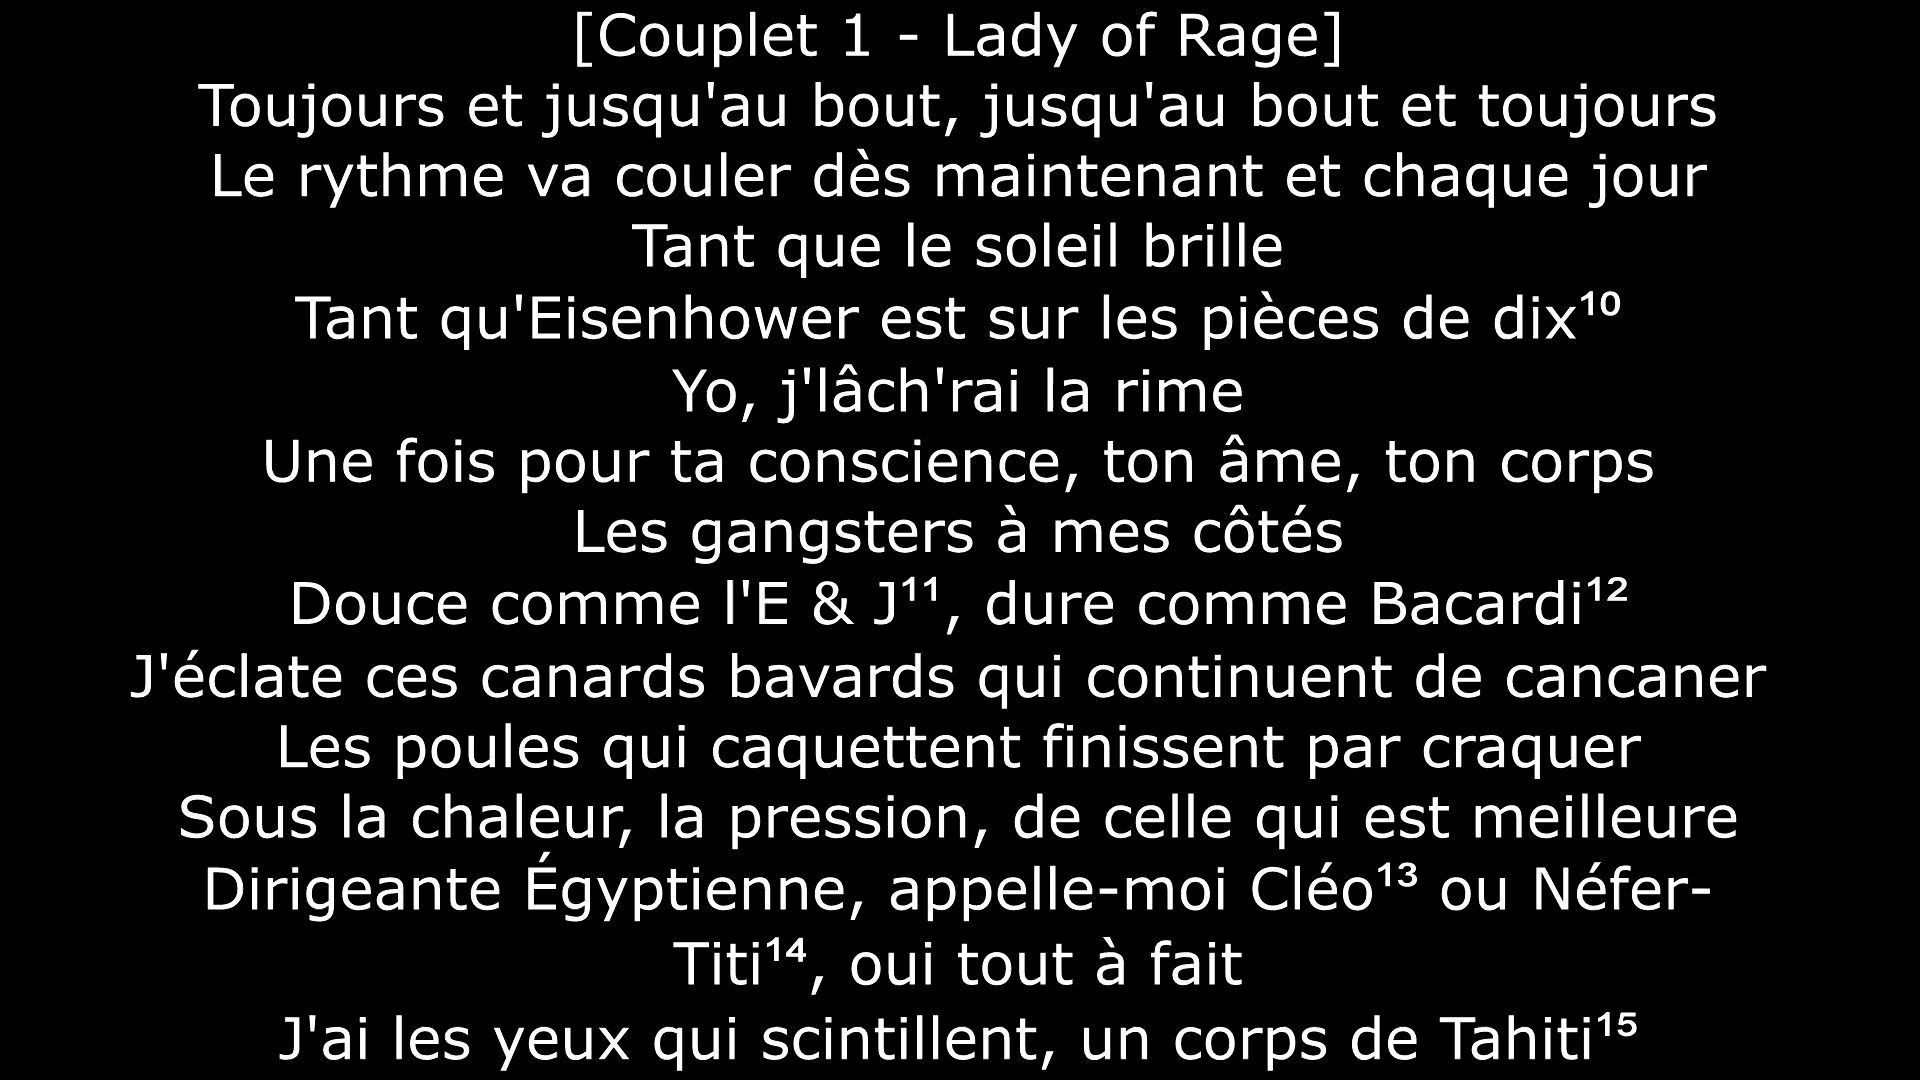 [Couplet 1 - Lady of Rage]
Toujours et jusqu'au bout, jusqu'au bout et toujours
Le rythme va couler dès maintenant et chaque jour
Tant que le soleil brille
Tant qu'Eisenhower est sur les pièces de dix¹⁰
Yo, j'lâch'rai la rime
Une fois pour ta conscience, ton âme, ton corps
Les gangsters à mes côtés
Douce comme l'E & J¹¹, dure comme Bacardi¹²
J'éclate ces canards bavards qui continuent de cancaner
Les poules qui caquettent finissent par craquer
Sous la chaleur, la pression, de celle qui est meilleure
Dirigeante Égyptienne, appelle-moi Cléo¹³ ou Néfer-
Titi¹⁴, oui tout à fait
J'ai les yeux qui scintillent, un corps de Tahiti¹⁵